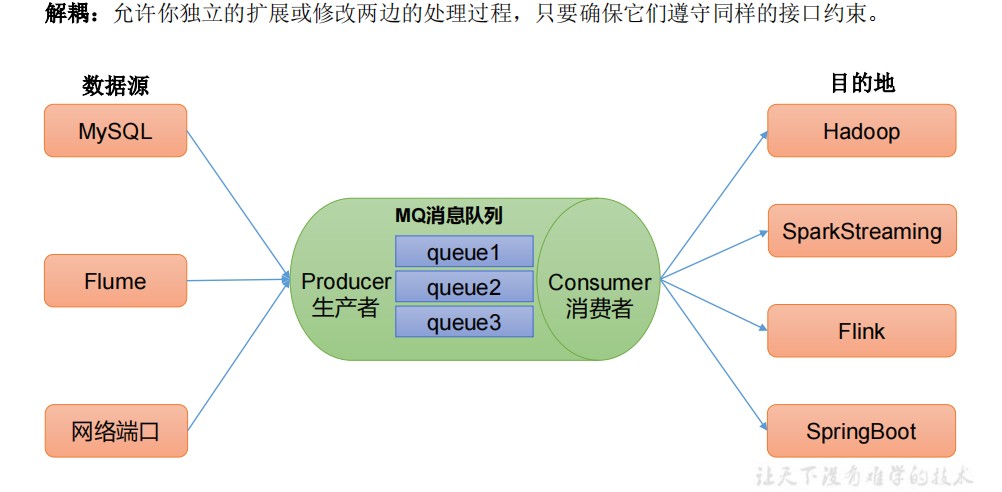 解耦：允许你独立的扩展或修改两边的处理过程，只要确保它们遵守同样的接口约束。
数据源
目的地
MySQL
Hadoop
MQ消息队列
queue1
SparkStreaming
Flume
Producer
生产者
queue2
Consumer
消费者
queue3
Flink
网络端口
SpringBoot
让天下没有难学的技术